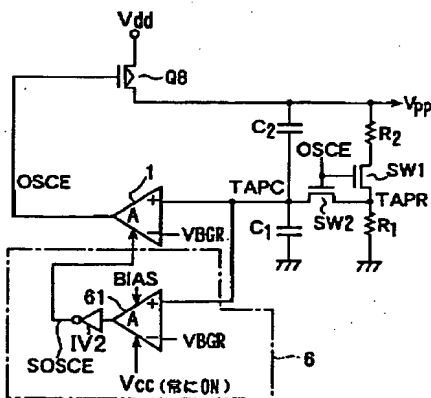 Vdd
Q8
Vpp
C2
R2
OSCE
SW1
OSCE
1
TAPC
TAPR
+
A
−
SW2
C1
R1
VBGR
BIAS
61
+
A
−
IV2
VBGR
6
SOSCE
VCC (常にON)